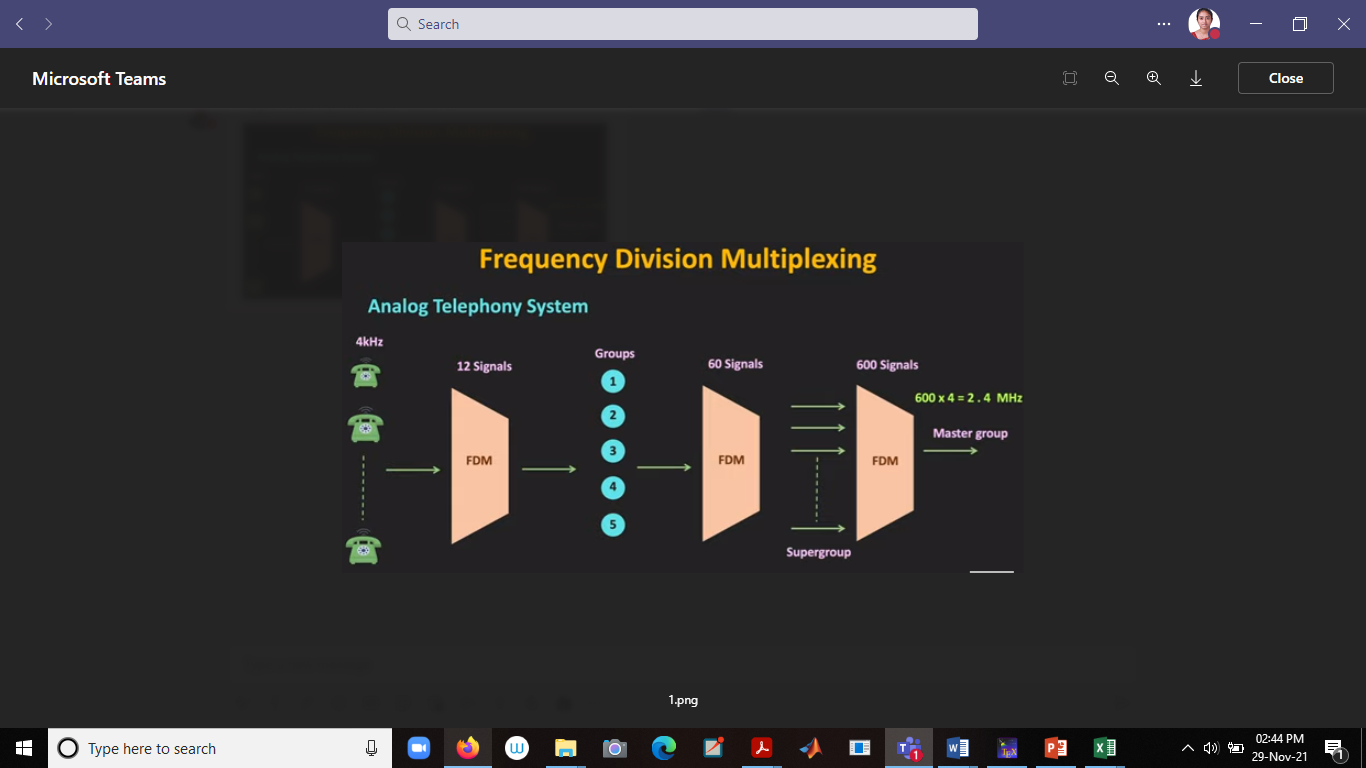 Search
Microsoft Teams
Close
Frequency Division Multiplexing
Analog Telephony System
4kHz
12 Signals
Groups
60 Signals
600 Signals
1
2
3
4
5
600 x 4 = 2 . 4 MHz
Master group
FDM
FDM
FDM
Supergroup
1.png
Type here to search
02:44 PM
29-Nov-21
1
1